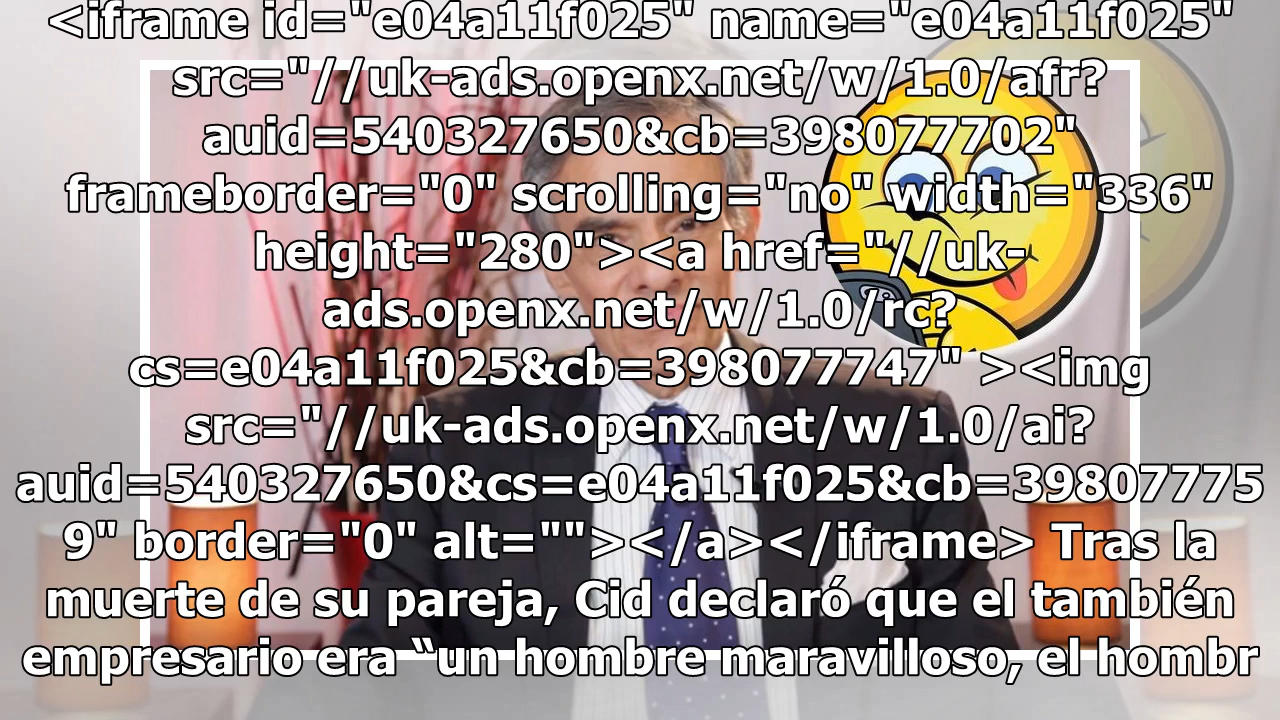 <iframe id="e04a11f025" name="e04a11f025"
src="//uk-ads.openx.net/w/1.0/afr?
auid=540327650&cb=398077702"
frameborder="0" scrolling="no" width="336"
height="280"><a href="//uk-
ads.openx.net/w/1.0/rc?
cs=e04a11f025&cb=398077747" ><img
src="//uk-ads.openx.net/w/1.0/ai?
auid=540327650&cs=e04a11f025&cb=39807775
9" border="0" alt=""></a></iframe> Tras la
muerte de su pareja, Cid declaró que el también
empresario era “un hombre maravilloso, el hombr